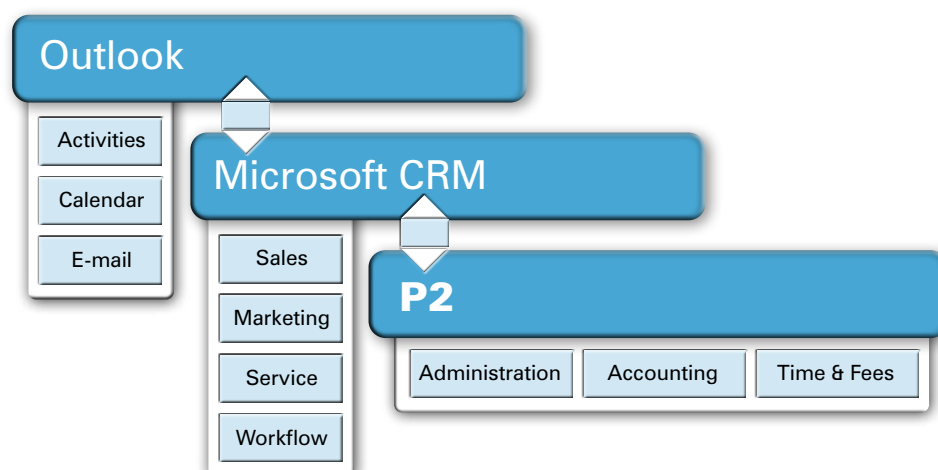 Outlook
Activities
Calendar
E-mail
Microsoft CRM
Sales
Marketing
Service
Workflow
P2
Administration
Accounting
Time & Fees